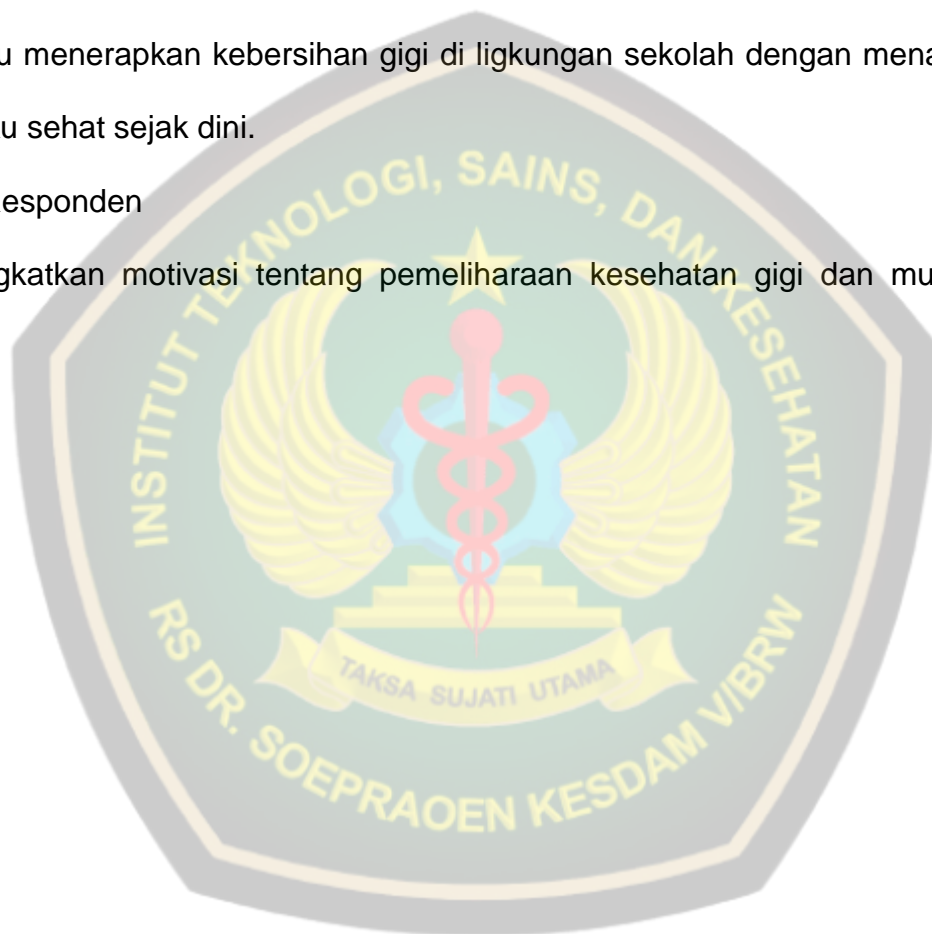 u menerapkan kebersihan gigi di ligkungan sekolah dengan mena
u sehat sejak dini.
esponden
gkatkan motivasi tentang pemeliharaan kesehatan gigi dan mu
INSTITUT TEKNOLOGI, SAINS, DAN KESEHATAN
TAKSA SUJATI UTAMA
RS DR. SOEPRAOEN KESDAM V/BRW